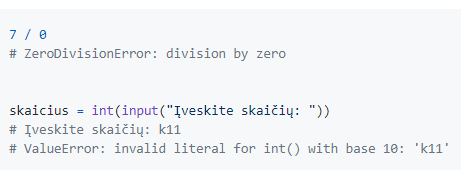 7 / 0
# ZeroDivisionError: division by zero
skaicius = int(input("Įveskite skaičių: "))
# Įveskite skaičių: k11
# ValueError: invalid literal for int() with base 10: 'k11'